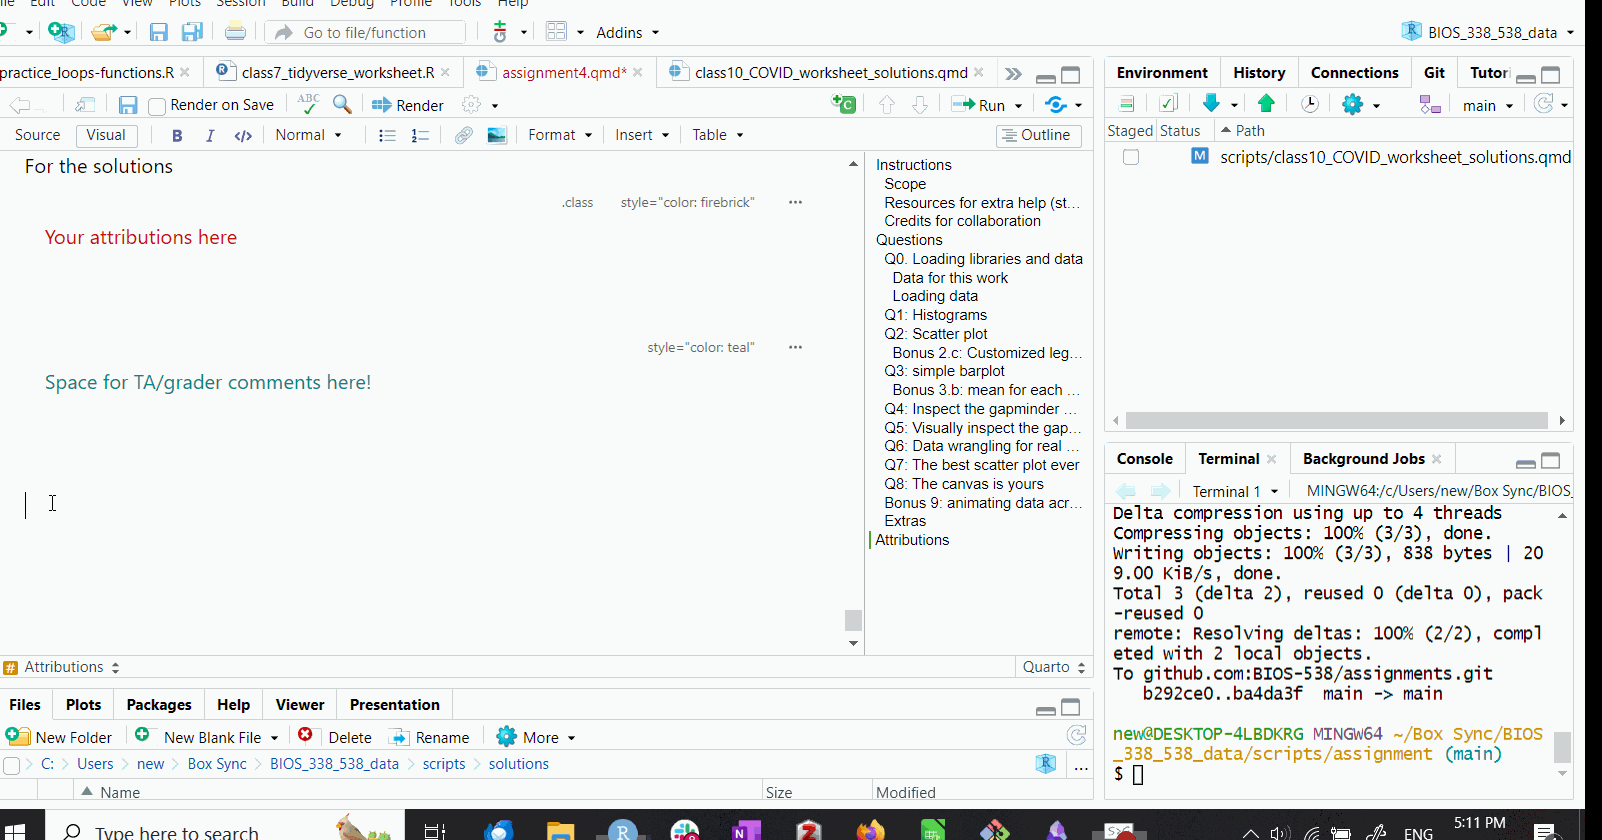 File Edit Code View Plots Session Build Debug Profile Tools Help
Go to file/function
Addins
BIOS_338_538_data
practice_loops-functions.R
class7_tidyverse_worksheet.R
assignment4.qmd*
class10_COVID_worksheet_solutions.qmd
Render on Save
ABC
Render
Run
Source
Visual
B
I
Normal
Format
Insert
Table
Outline
For the solutions
.class
style="color: firebrick"
Your attributions here
style="color: teal"
Space for TA/grader comments here!
Instructions
Scope
Resources for extra help (st...
Credits for collaboration
Questions
Q0. Loading libraries and data
Data for this work
Loading data
Q1: Histograms
Q2: Scatter plot
Bonus 2.c: Customized leg...
Q3: simple barplot
Bonus 3.b: mean for each ...
Q4: Inspect the gapminder ...
Q5: Visually inspect the gap...
Q6: Data wrangling for real ...
Q7: The best scatter plot ever
Q8: The canvas is yours
Bonus 9: animating data acr...
Extras
Attributions
# Attributions
Quarto
Files
Plots
Packages
Help
Viewer
Presentation
New Folder
New Blank File
Delete
Rename
More
C:
Users
new
Box Sync
BIOS_338_538_data
scripts
solutions
...
Name
Size
Modified
Environment
History
Connections
Git
Tutor
main
Staged
Status
Path
M
scripts/class10_COVID_worksheet_solutions.qmd
Console
Terminal
Background Jobs
Terminal 1
MINGW64:/c/Users/new/Box Sync/BIOS_
Delta compression using up to 4 threads
Compressing objects: 100% (3/3), done.
Writing objects: 100% (3/3), 838 bytes | 20
9.00 KiB/s, done.
Total 3 (delta 2), reused 0 (delta 0), pack
-reused 0
remote: Resolving deltas: 100% (2/2), compl
eted with 2 local objects.
To github.com:BIOS-538/assignments.git
b292ce0..ba4da3f main -> main
new@DESKTOP-4LBDKRG MINGW64 ~/Box Sync/BIOS
_338_538_data/scripts/assignment (main)
$
Type here to search
ENG
5:11 PM